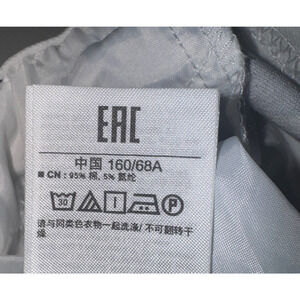 EAC
中国 160/68A
■ CN: 95% 棉, 5% 氨纶
30 P
请与同类色衣物一起洗涤/不可翻转干
燥